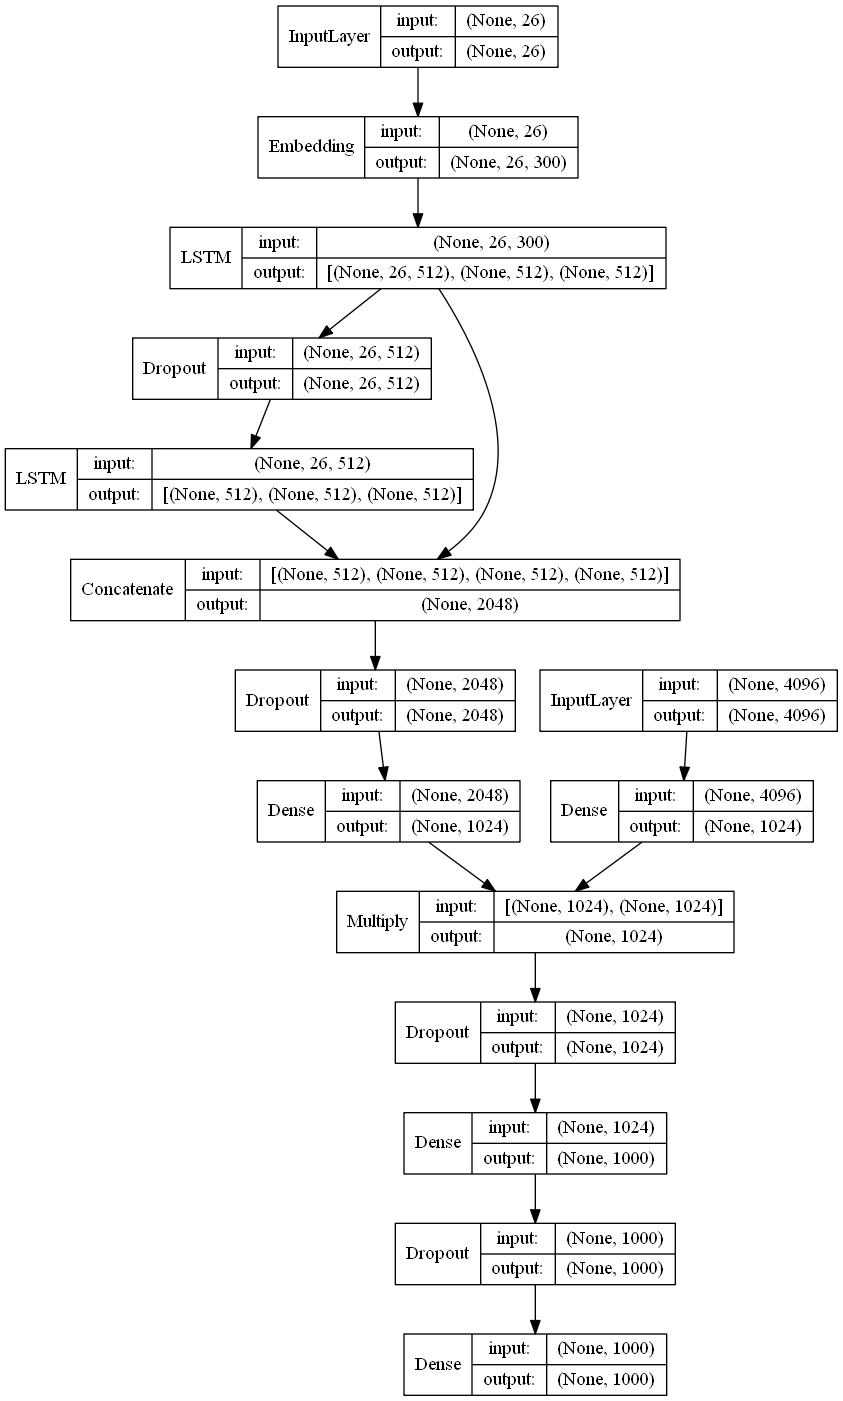 InputLayer
input: (None, 26)
output: (None, 26)
Embedding
input: (None, 26)
output: (None, 26, 300)
LSTM
input: (None, 26, 300)
output: [(None, 26, 512), (None, 512), (None, 512)]
Dropout
input: (None, 26, 512)
output: (None, 26, 512)
LSTM
input: (None, 26, 512)
output: [(None, 512), (None, 512), (None, 512)]
Concatenate
input: [(None, 512), (None, 512), (None, 512), (None, 512)]
output: (None, 2048)
Dropout
input: (None, 2048)
output: (None, 2048)
InputLayer
input: (None, 4096)
output: (None, 4096)
Dense
input: (None, 2048)
output: (None, 1024)
Dense
input: (None, 4096)
output: (None, 1024)
Multiply
input: [(None, 1024), (None, 1024)]
output: (None, 1024)
Dropout
input: (None, 1024)
output: (None, 1024)
Dense
input: (None, 1024)
output: (None, 1000)
Dropout
input: (None, 1000)
output: (None, 1000)
Dense
input: (None, 1000)
output: (None, 1000)